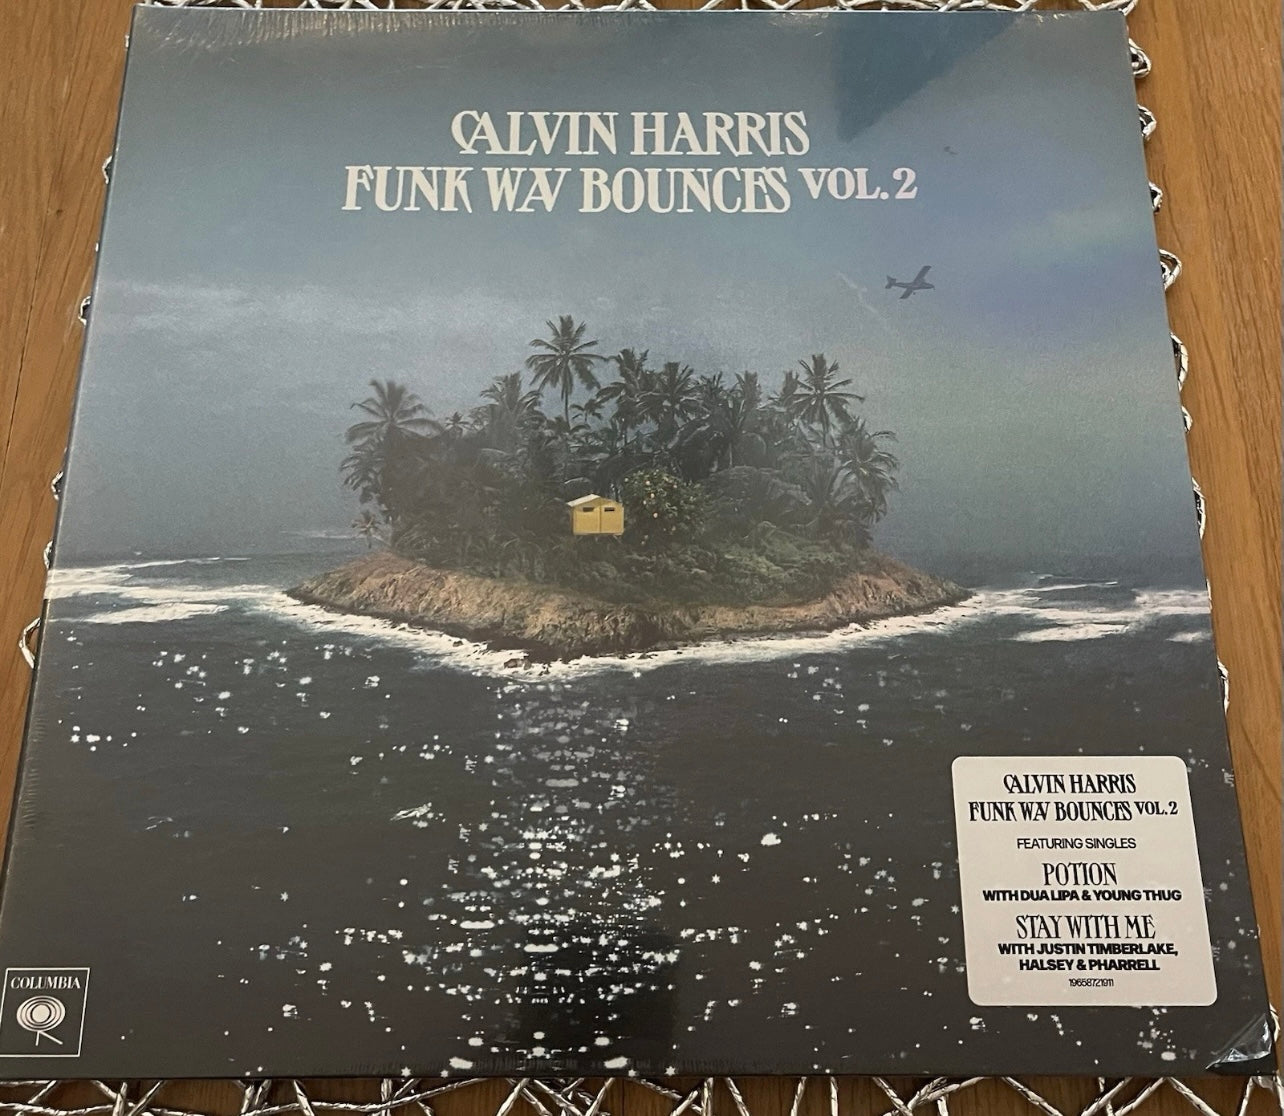 CALVIN HARRIS
FUNK WAV BOUNCES VOL.2
CALVIN HARRIS
FUNK WAV BOUNCES VOL.2
FEATURING SINGLES
POTION
WITH DUA LIPA & YOUNG THUG
STAY WITH ME
WITH JUSTIN TIMBERLAKE,
HALSEY & PHARRELL
19658721911
COLUMBIA